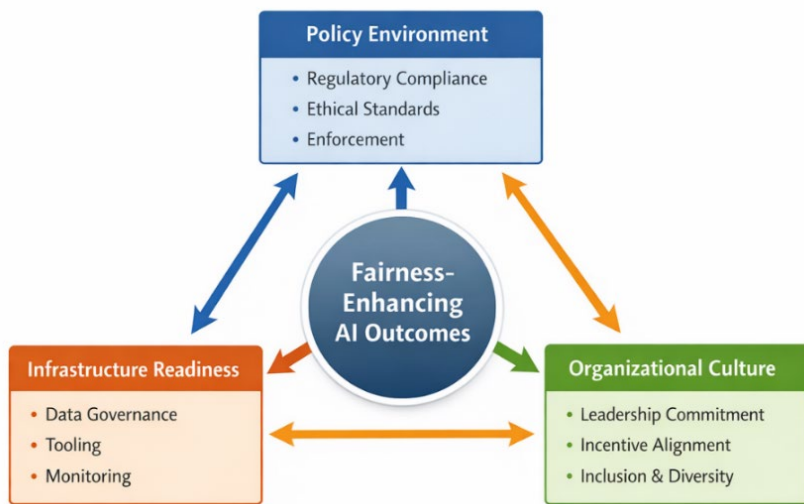 Policy Environment
• Regulatory Compliance
• Ethical Standards
• Enforcement
Fairness-
Enhancing
AI Outcomes
Infrastructure Readiness
• Data Governance
• Tooling
• Monitoring
Organizational Culture
• Leadership Commitment
• Incentive Alignment
• Inclusion & Diversity